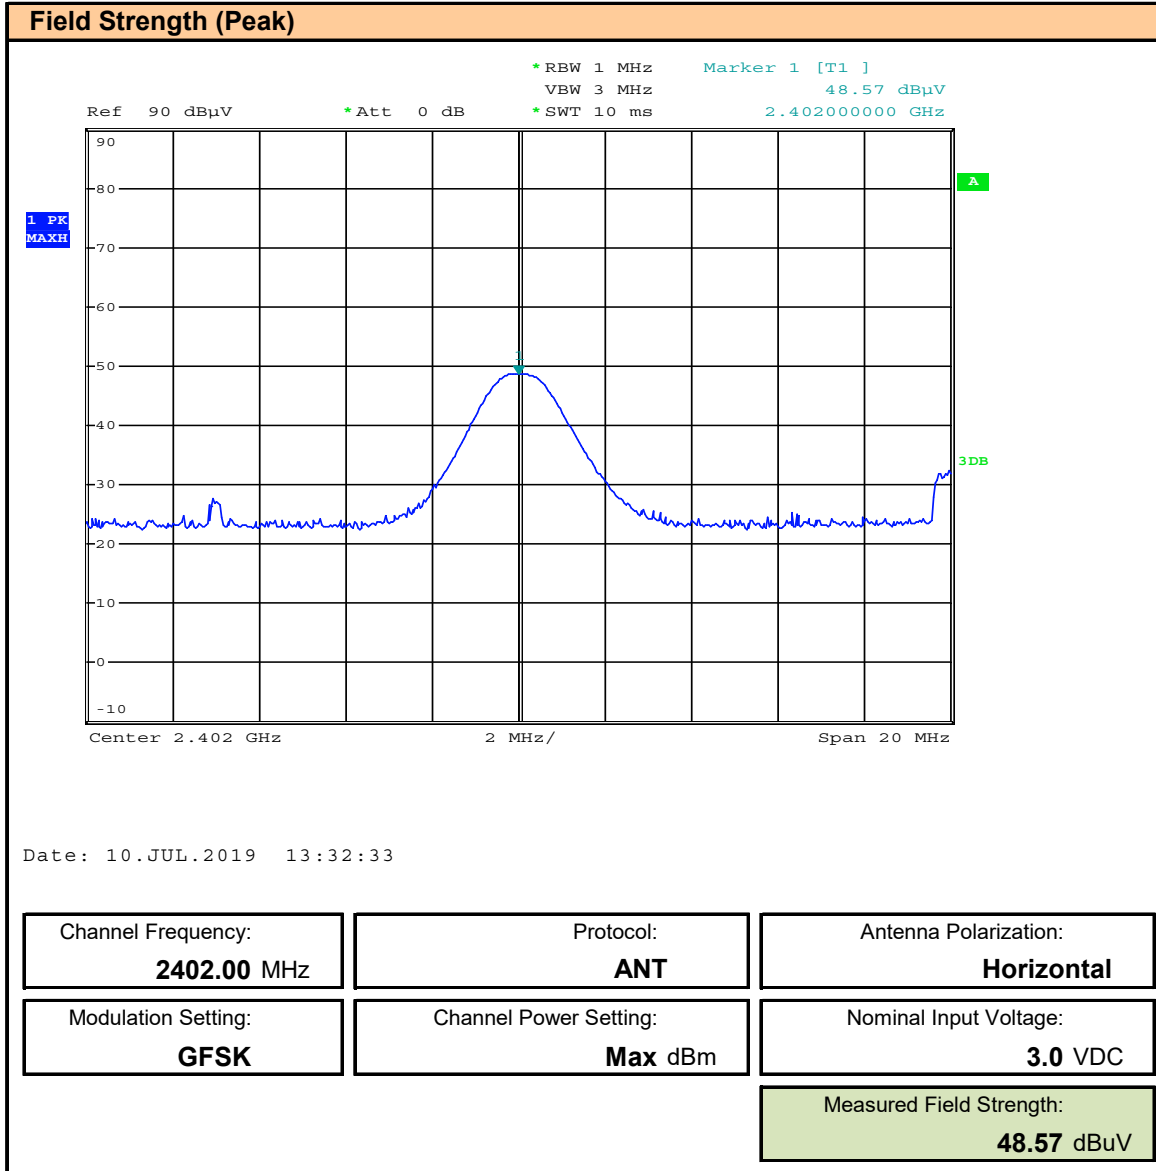 Field Strength (Peak)
* RBW 1 MHz Marker 1 [T1 ]
VBW 3 MHz 48.57 dBµV
Ref 90 dBµV * Att 0 dB * SWT 10 ms 2.402000000 GHz
90
A
80
1 PK
MAXH
70
60
1
50
40
3DB
30
20
10
0
-10
Center 2.402 GHz 2 MHz/ Span 20 MHz
Date: 10.JUL.2019 13:32:33
Channel Frequency: Protocol: Antenna Polarization:
2402.00 MHz ANT Horizontal
Modulation Setting: Channel Power Setting: Nominal Input Voltage:
GFSK Max dBm 3.0 VDC
Measured Field Strength:
48.57 dBuV